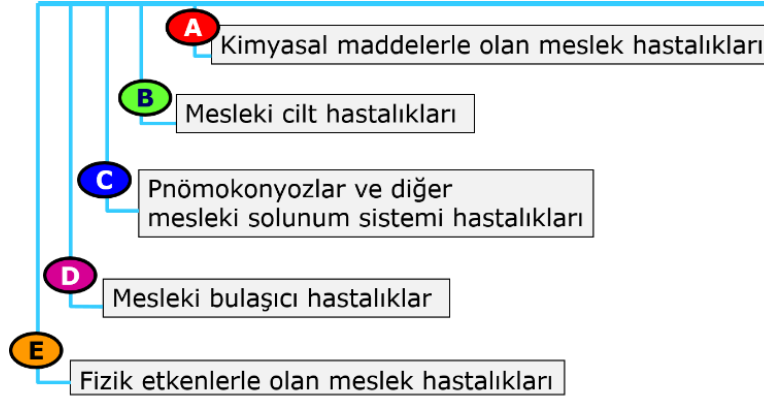 A
Kimyasal maddelerle olan meslek hastalıkları
B
Mesleki cilt hastalıkları
C
Pnömokonyozlar ve diğer
mesleki solunum sistemi hastalıkları
D
Mesleki bulaşıcı hastalıklar
E
Fizik etkenlerle olan meslek hastalıkları